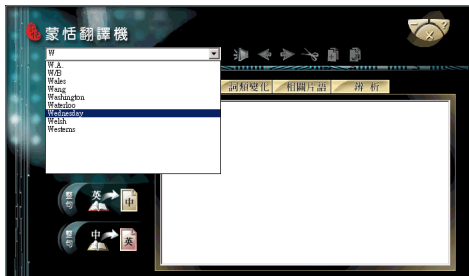 蒙恬翻譯機
W
W.A.
W/B
Wales
Wang
Washington
Waterloo
Wednesday
Welsh
Westerns
詞類變化 相關片語 辨析
整句 英 中
整句 中 英